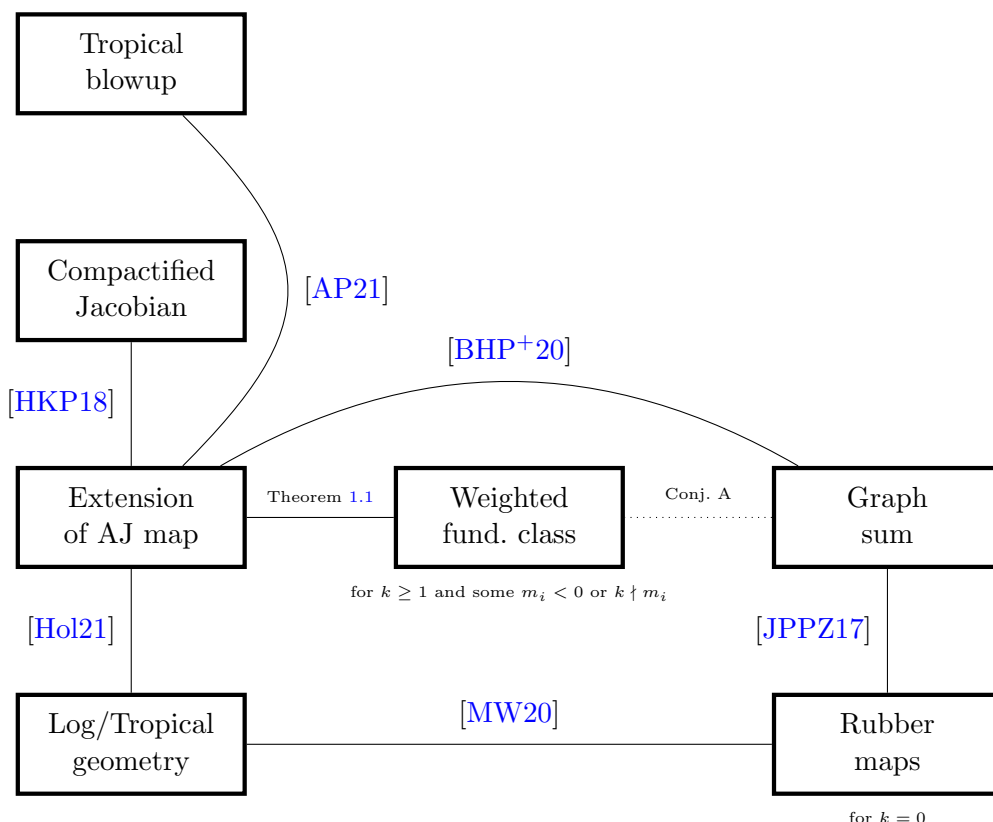 Tropical
blowup
Compactified
Jacobian
[AP21]
[BHP+20]
[HKP18]
Extension
of AJ map
Theorem 1.1
Weighted
fund. class
Conj. A
Graph
sum
for k ≥ 1 and some m_i < 0 or k ∤ m_i
[Hol21]
[JPPZ17]
Log/Tropical
geometry
[MW20]
Rubber
maps
for k = 0